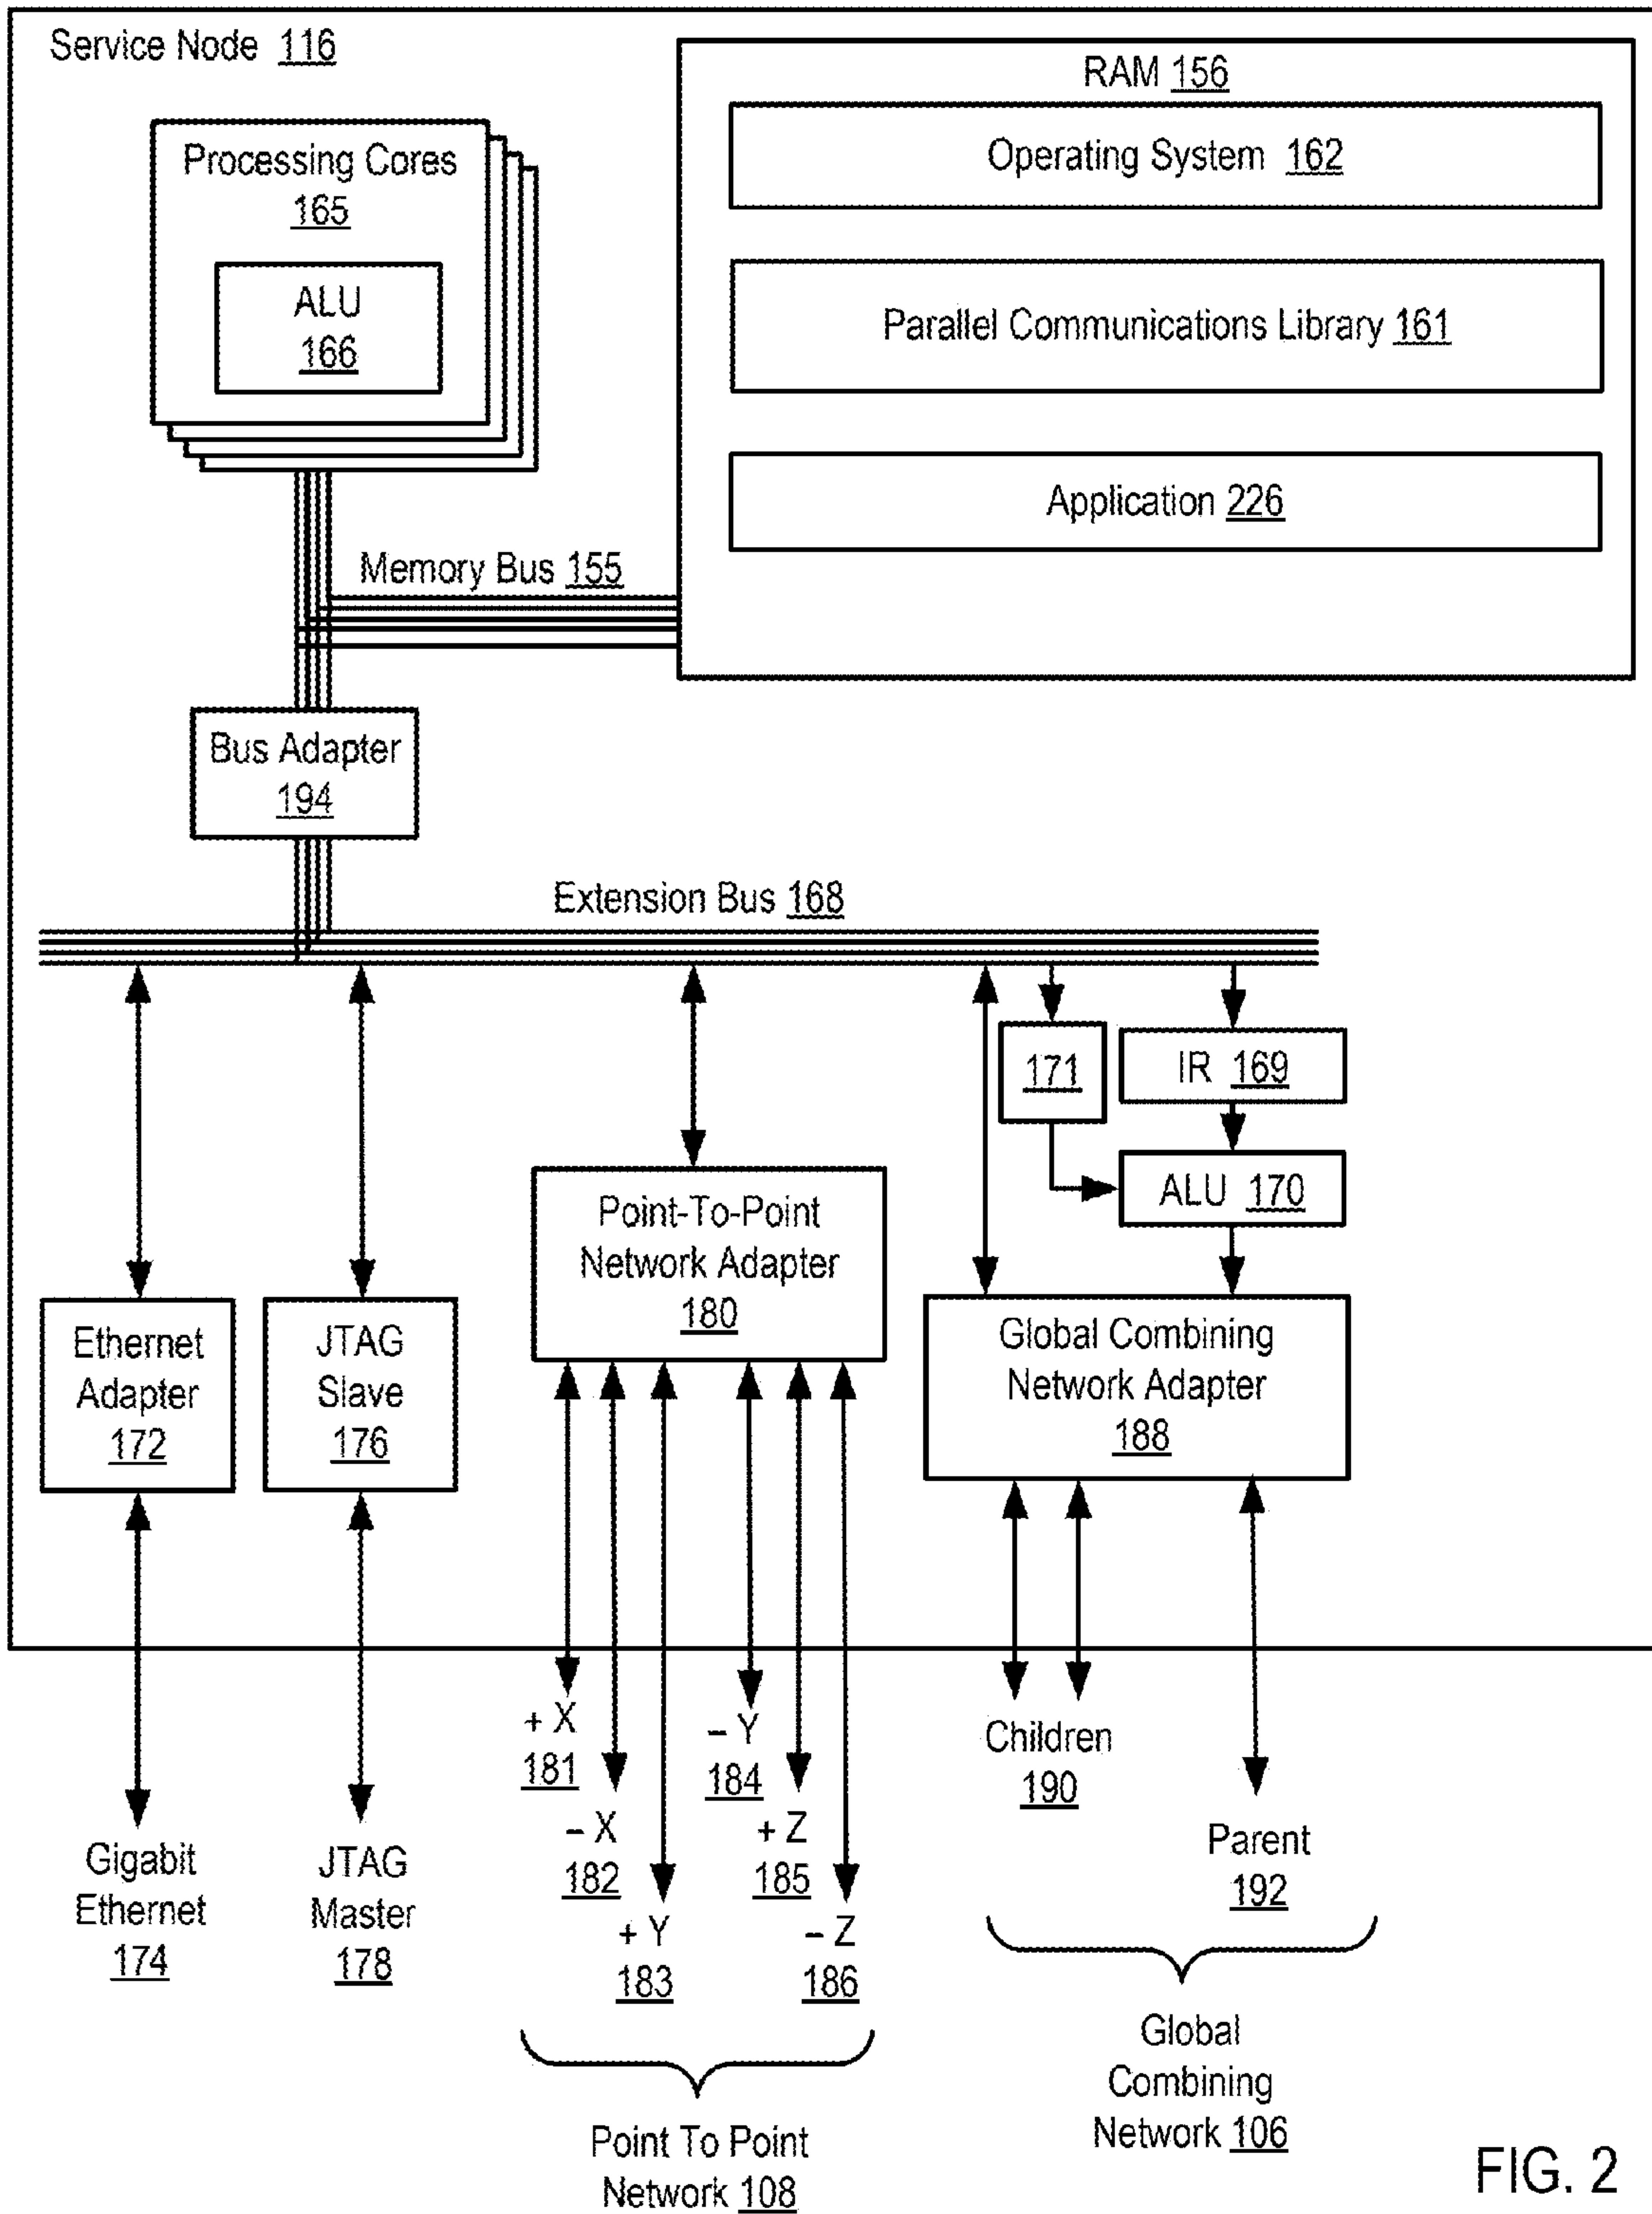 Service Node 116
RAM 156
Operating System 162
Parallel Communications Library 161
Application 226
Processing Cores
165
ALU
166
Memory Bus 155
Bus Adapter
194
Extension Bus 168
171
IR 169
ALU 170
Ethernet
Adapter
172
JTAG
Slave
176
Point-To-Point
Network Adapter
180
Global Combining
Network Adapter
188
Gigabit
Ethernet
174
JTAG
Master
178
+ X
181
– X
182
+ Y
183
– Y
184
+ Z
185
– Z
186
Point To Point
Network 108
Children
190
Parent
192
Global
Combining
Network 106
FIG. 2